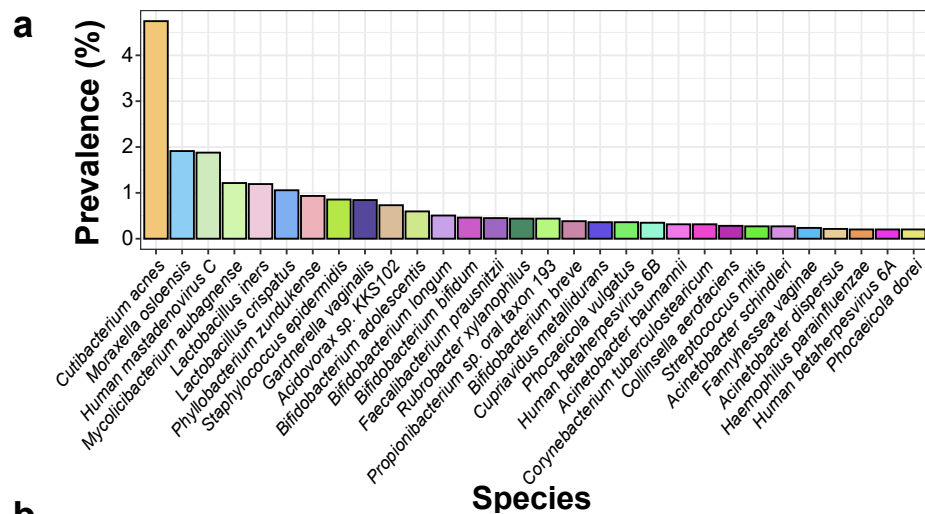 a
Prevalence (%)
4
3
2
1
0
Cutibacterium acnes
Moraxella osloensis
Human mastadenovirus C
Mycolicibacterium aubagnense
Lactobacillus iners
Lactobacillus crispatus
Phyllobacterium zundukense
Staphylococcus epidermidis
Gardnerella vaginalis
Acidovorax sp. KKS102
Bifidobacterium adolescentis
Bifidobacterium longum
Bifidobacterium bifidum
Faecalibacterium prausnitzii
Rubrobacter xylanophilus
Propionibacterium sp. oral taxon 193
Bifidobacterium breve
Cupriavidus metallidurans
Phocaeicola vulgatus
Human betaherpesvirus 6B
Acinetobacter baumannii
Corynebacterium tuberculostearicum
Collinsella aerofaciens
Streptococcus mitis
Acinetobacter schindleri
Fannyhessea vaginae
Acinetobacter dispersus
Haemophilus parainfluenzae
Human betaherpesvirus 6A
Phocaeicola dorei
Species
b